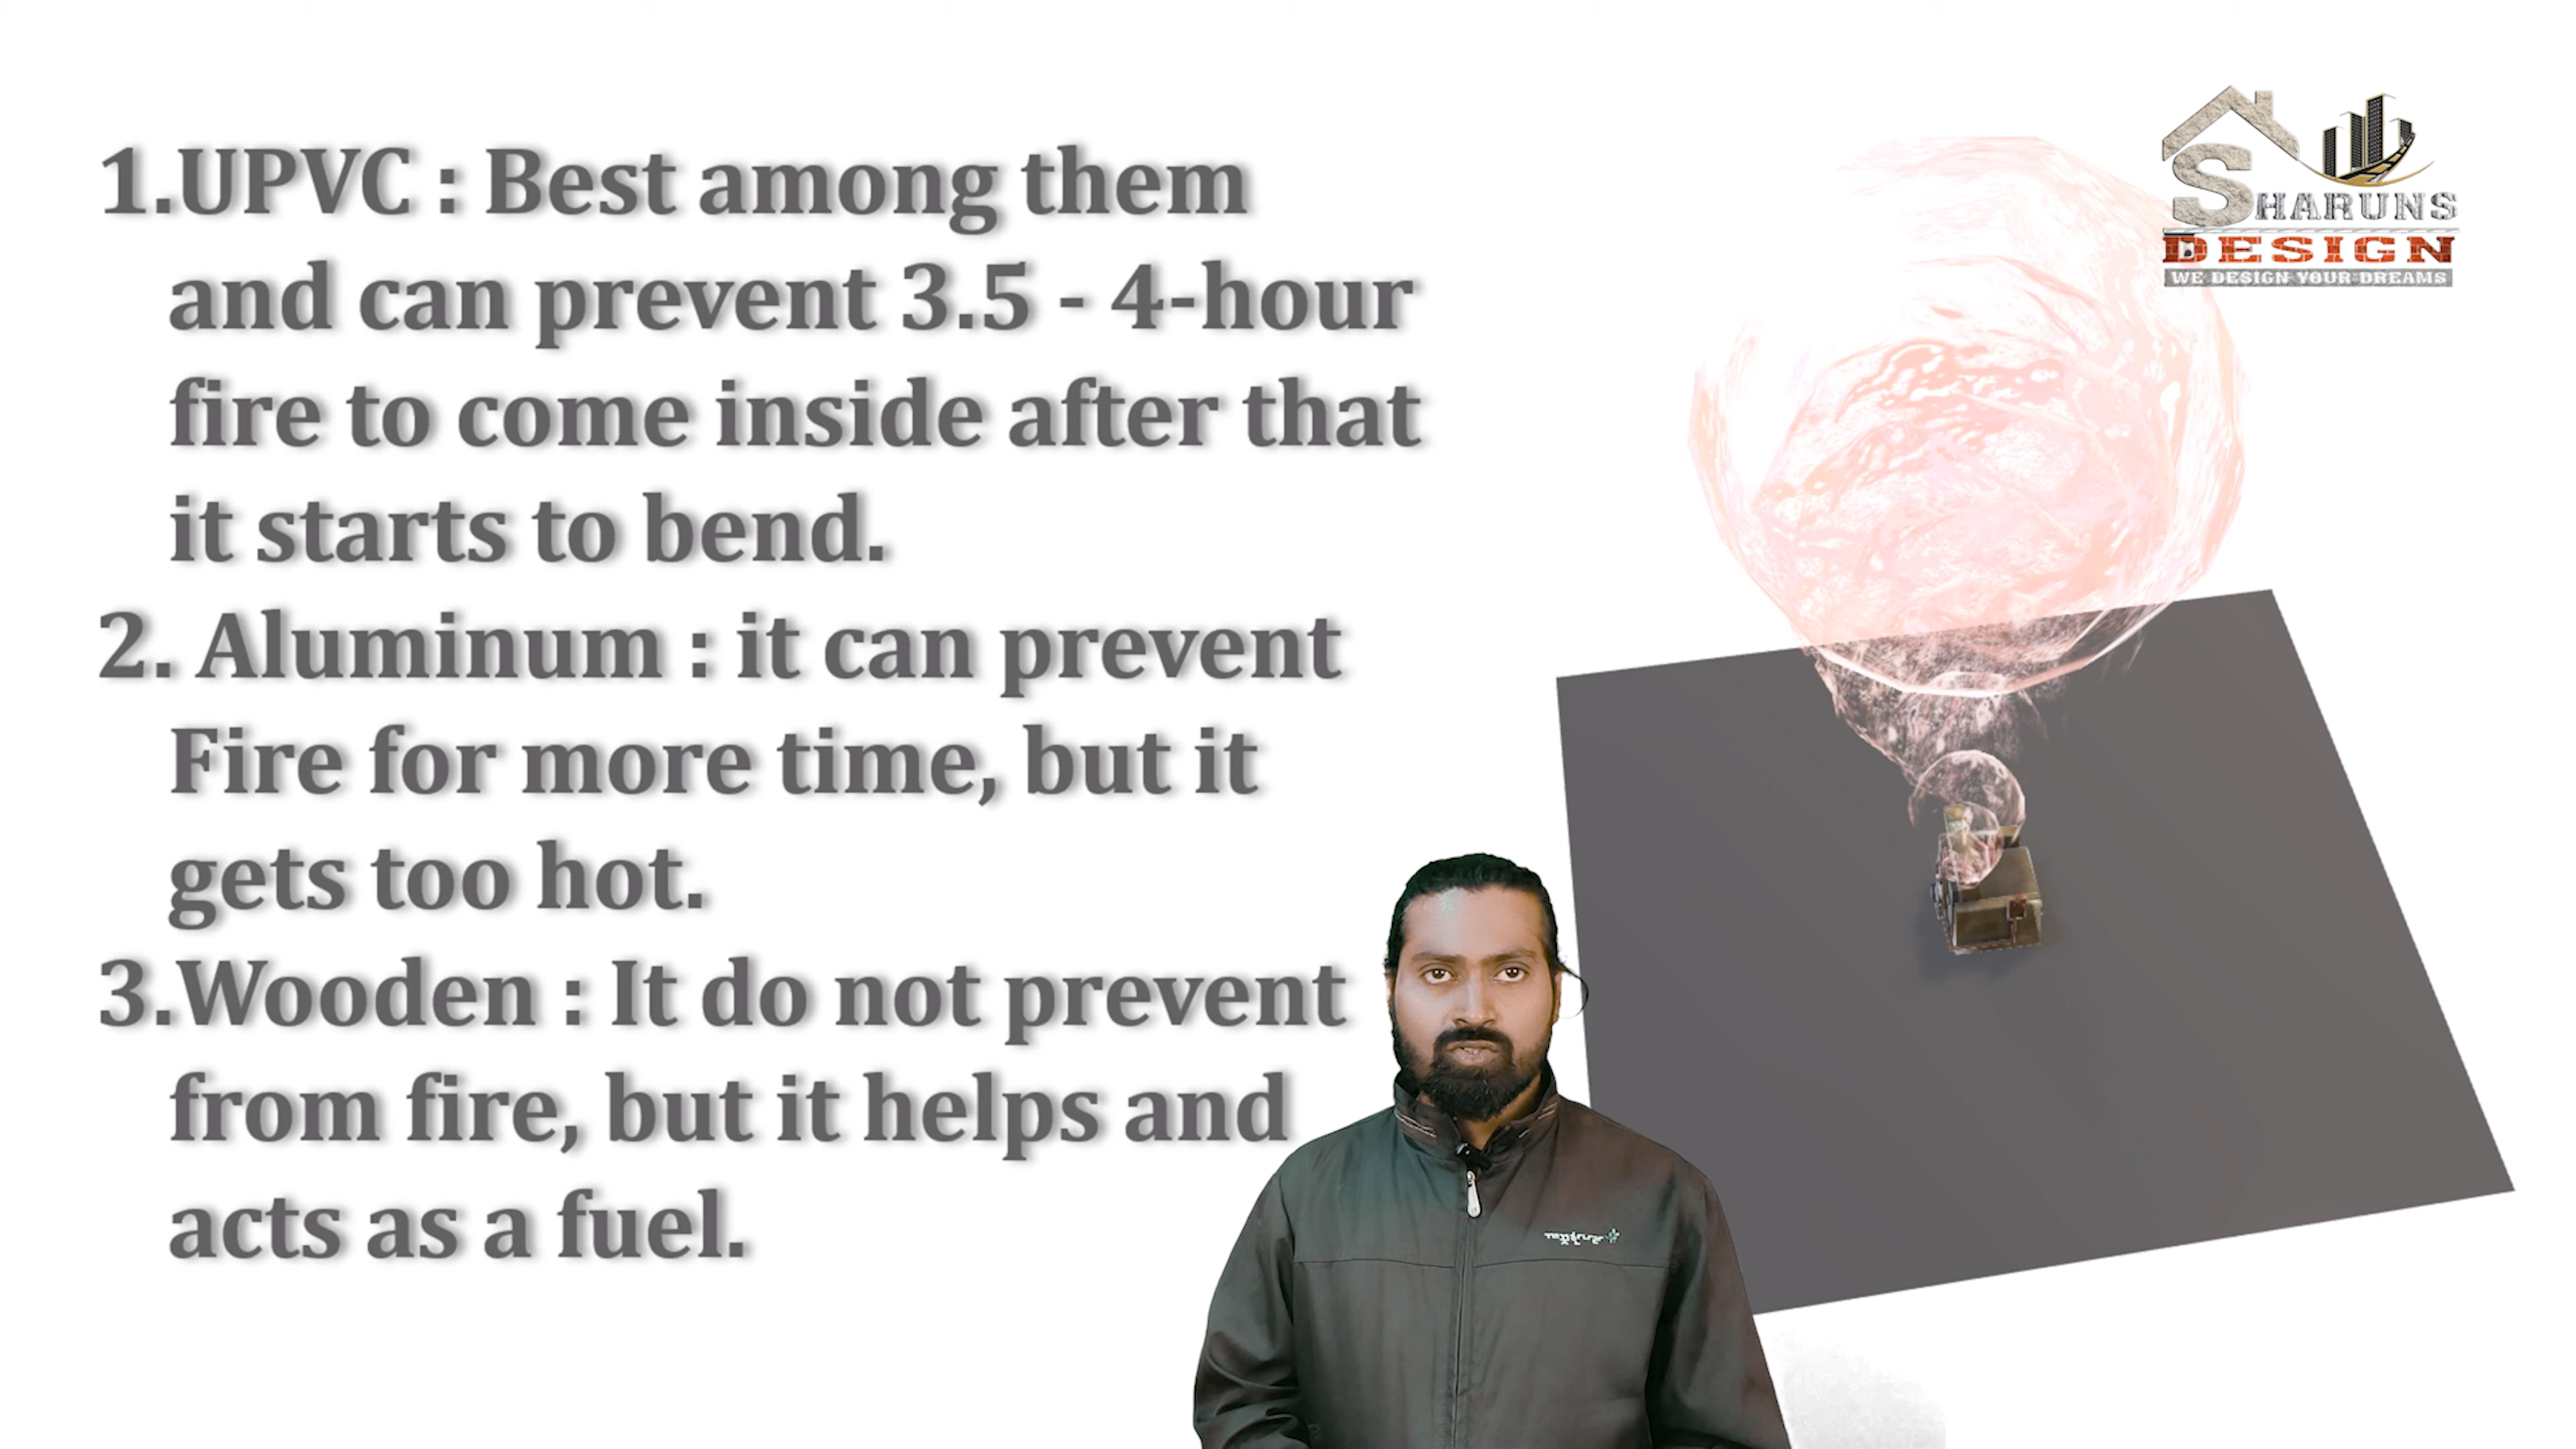 1.UPVC : Best among them
and can prevent 3.5 - 4-hour
fire to come inside after that
it starts to bend.
2. Aluminum : it can prevent
Fire for more time, but it
gets too hot.
3.Wooden : It do not prevent
from fire, but it helps and
acts as a fuel.
SHARUNS
DESIGN
WE DESIGN YOUR DREAMS